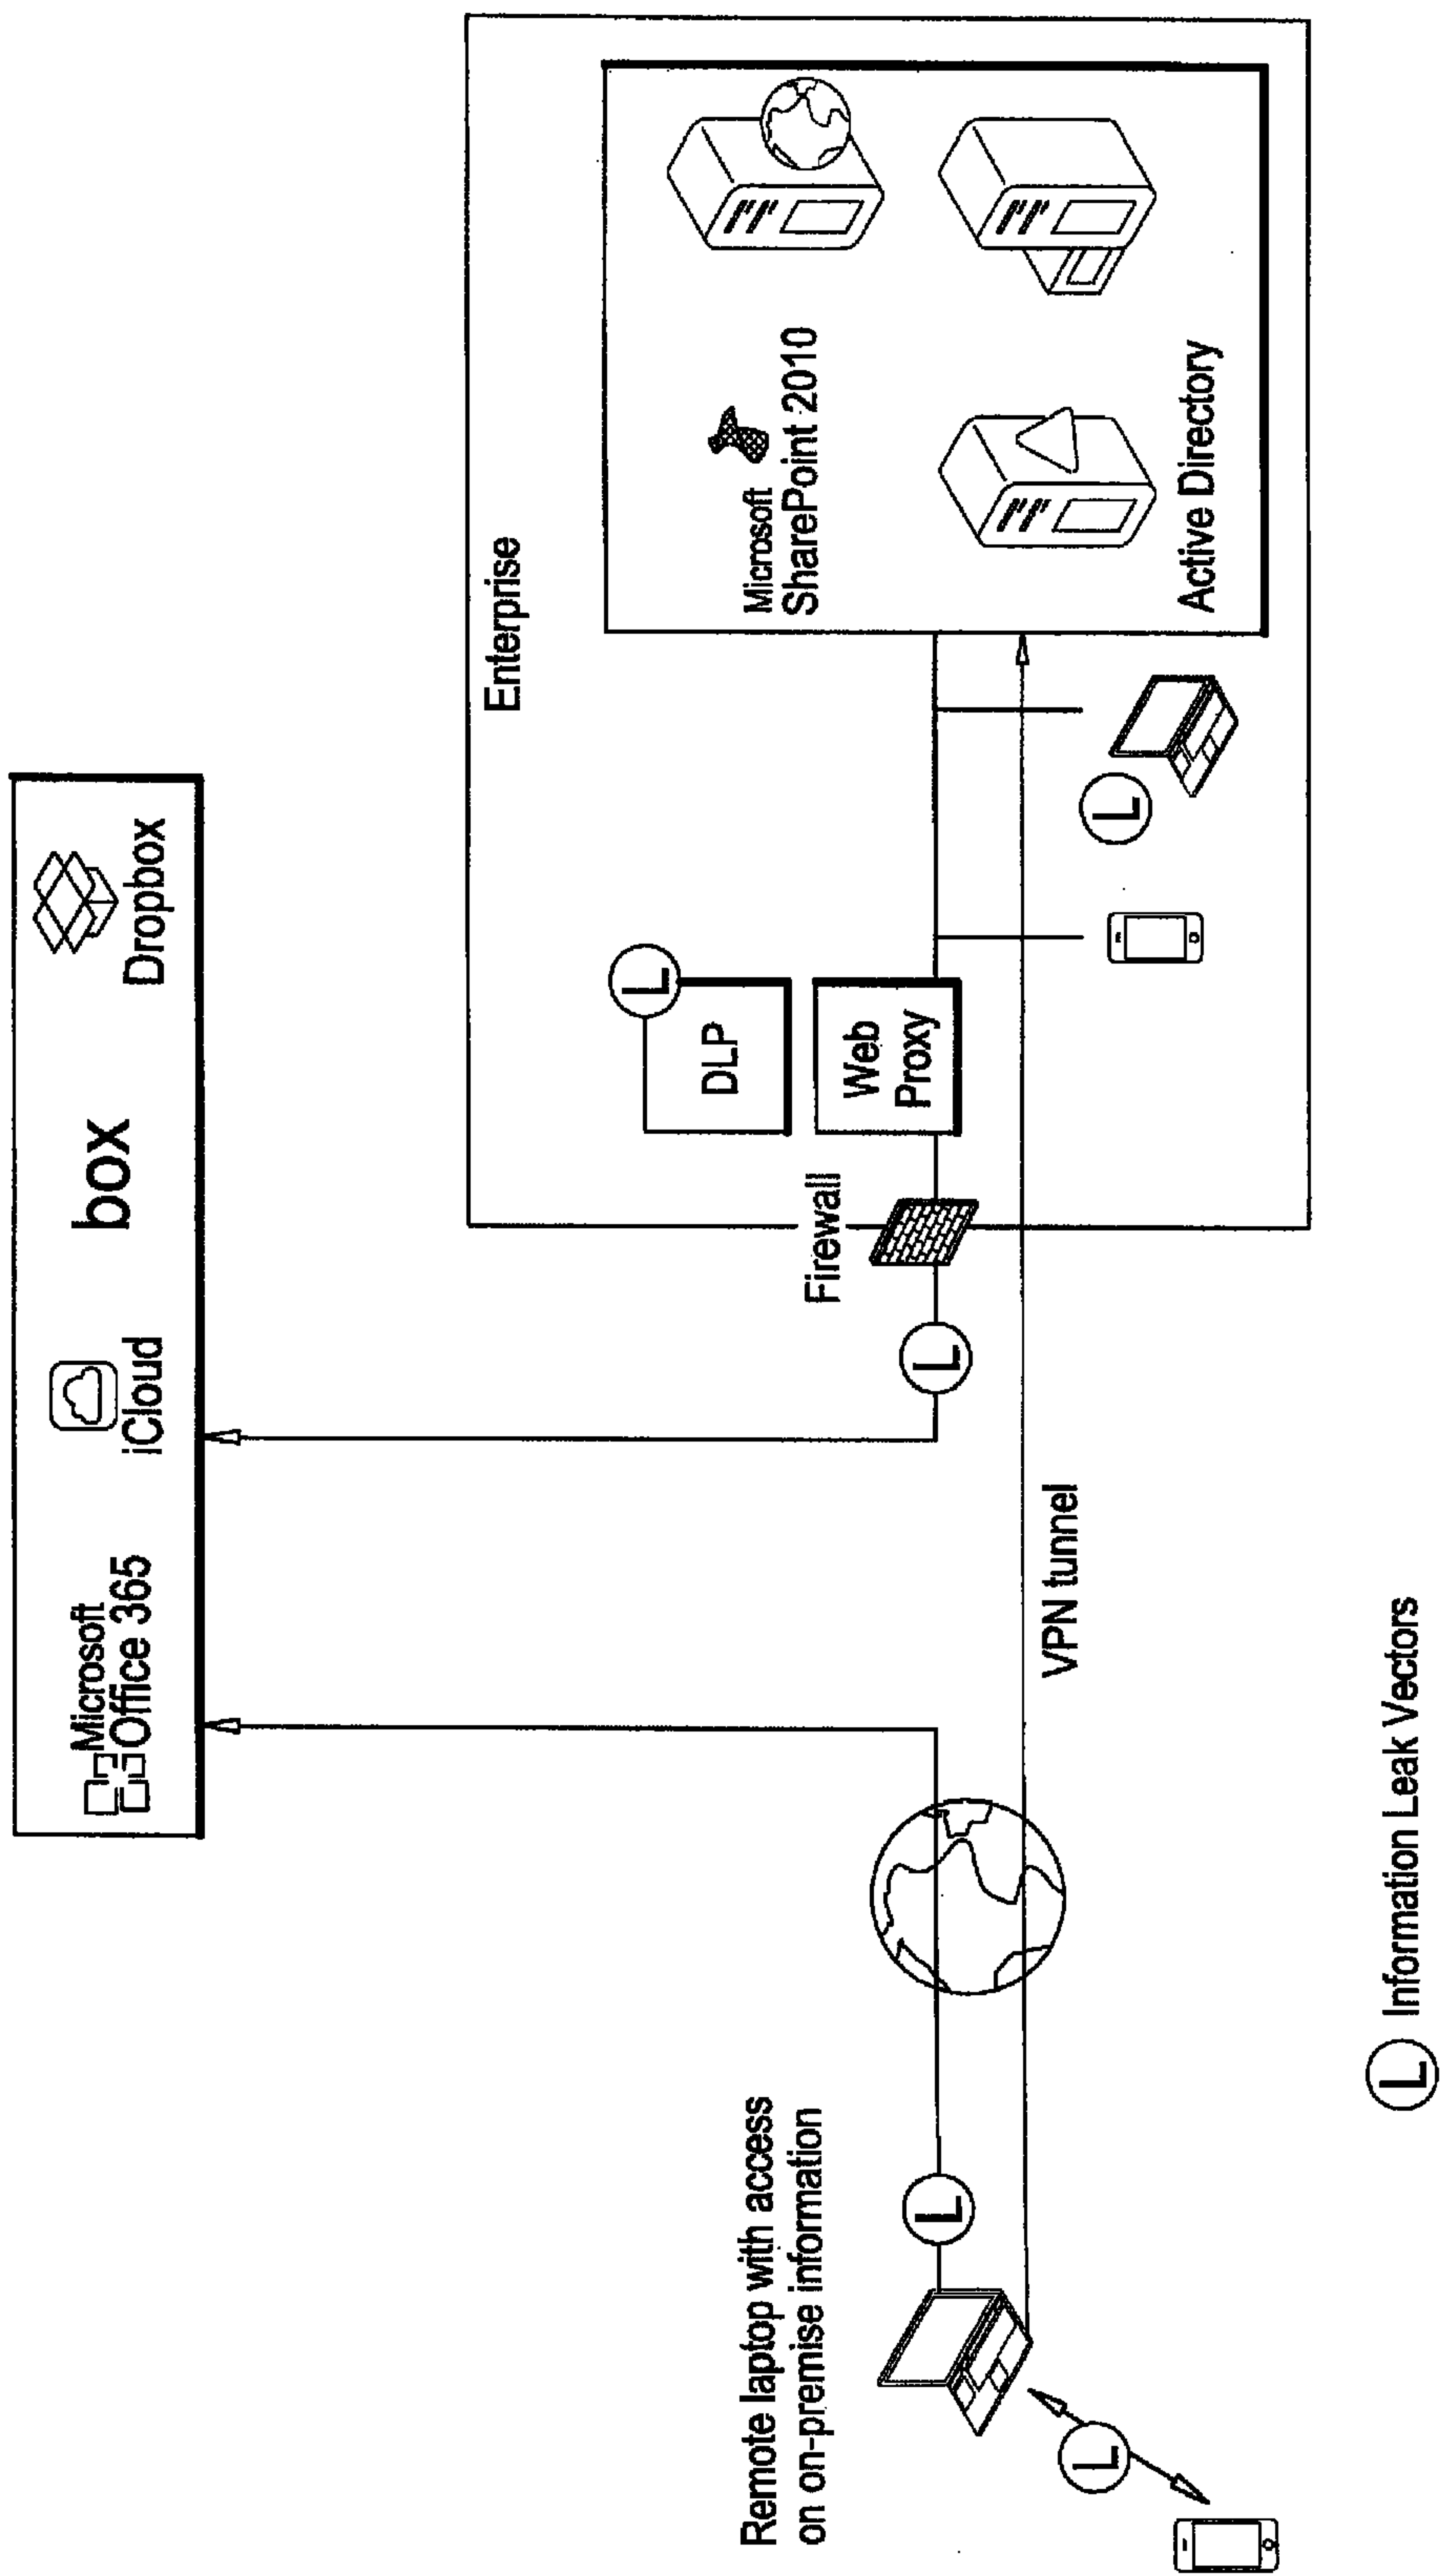 Microsoft
Office 365
iCloud
box
Dropbox
Enterprise
Microsoft
SharePoint 2010
Active Directory
DLP
L
Web
Proxy
Firewall
L
L
VPN tunnel
Remote laptop with access
on on-premise information
L
L
L Information Leak Vectors